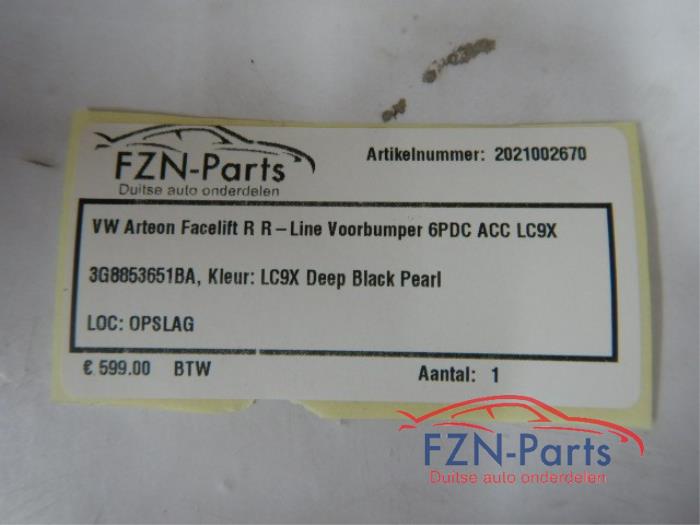 FZN-Parts
Duitse auto onderdelen
Artikelnummer: 2021002670
VW Arteon Facelift R R-Line Voorbumper 6PDC ACC LC9X
3G8853651BA, Kleur: LC9X Deep Black Pearl
LOC: OPSLAG
€ 599.00 BTW
Aantal: 1
FZN-Parts
Duitse auto onderdelen